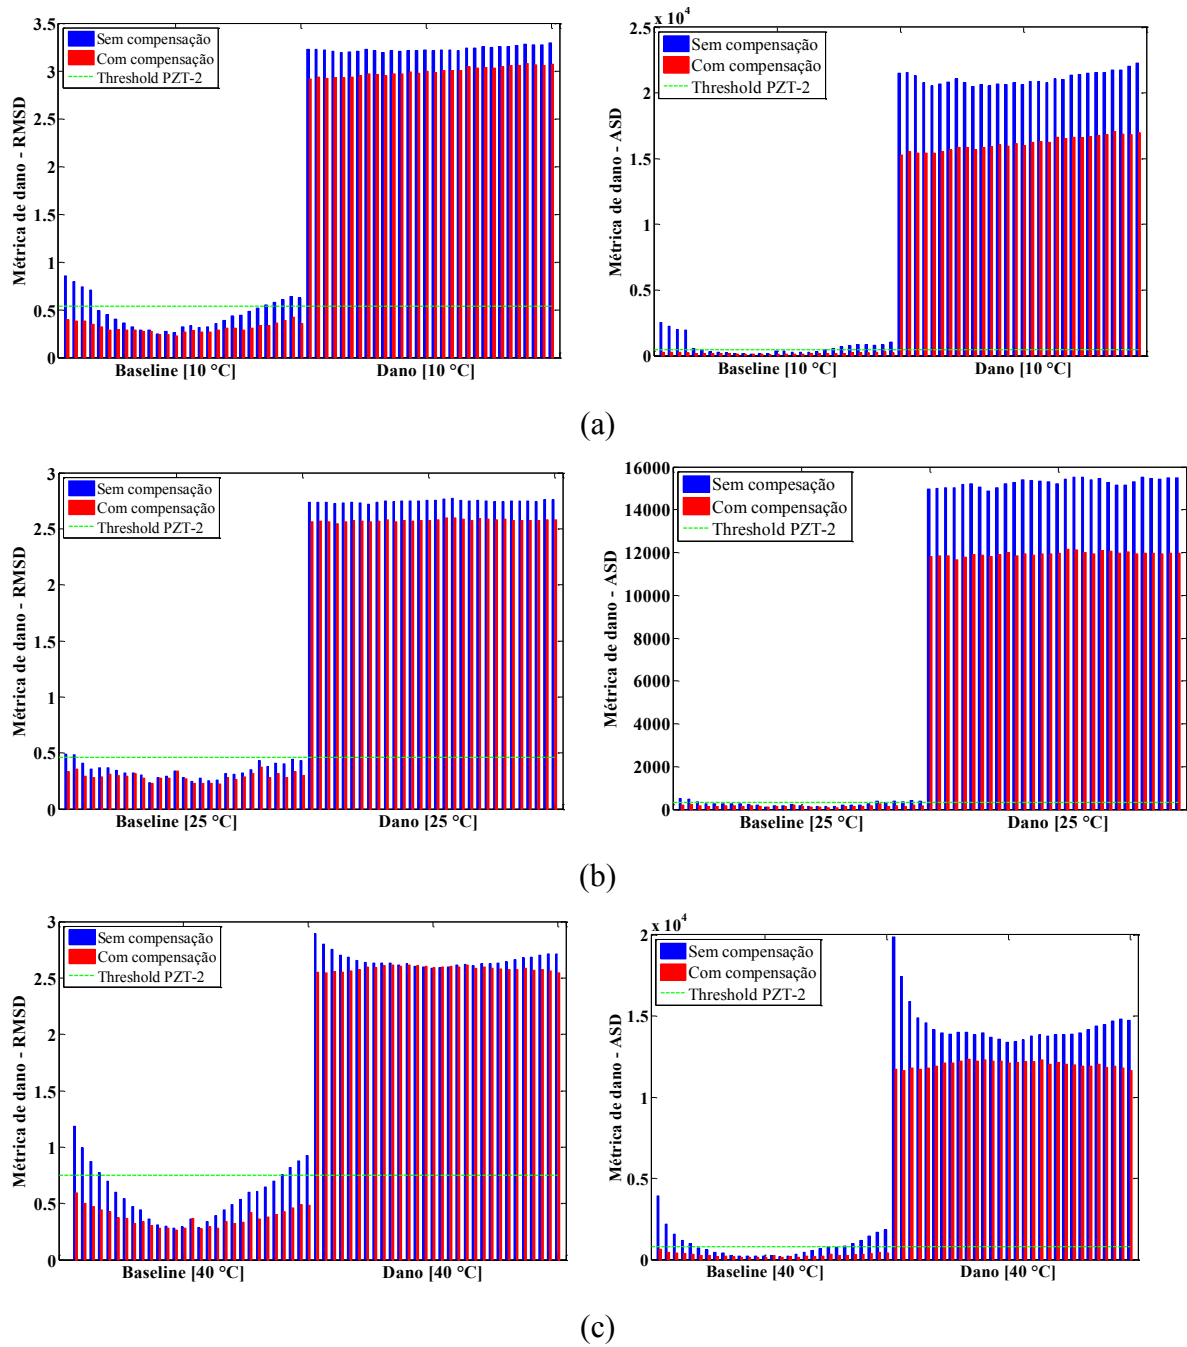 3.5
3
2.5
2
1.5
1
0.5
0
Métrica de dano - RMSD
Sem compensação
Com compensação
Threshold PZT-2
Baseline [10 °C] Dano [10 °C]
x 10^4
2.5
2
1.5
1
0.5
0
Métrica de dano - ASD
Sem compensação
Com compensação
Threshold PZT-2
Baseline [10 °C] Dano [10 °C]
(a)
3
2.5
2
1.5
1
0.5
0
Métrica de dano - RMSD
Sem compensação
Com compensação
Threshold PZT-2
Baseline [25 °C] Dano [25 °C]
16000
14000
12000
10000
8000
6000
4000
2000
0
Métrica de dano - ASD
Sem compesação
Com compensação
Threshold PZT-2
Baseline [25 °C] Dano [25 °C]
(b)
3
2.5
2
1.5
1
0.5
0
Métrica de dano - RMSD
Sem compensação
Com compensação
Threshold PZT-2
Baseline [40 °C] Dano [40 °C]
x 10^4
2
1.5
1
0.5
0
Métrica de dano - ASD
Sem compensação
Com compensação
Threshold PZT-2
Baseline [40 °C] Dano [40 °C]
(c)